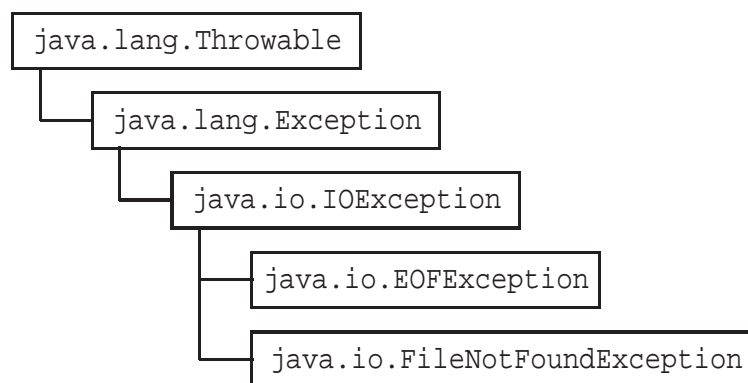 java.lang.Throwable
java.lang.Exception
java.io.IOException
java.io.EOFException
java.io.FileNotFoundException